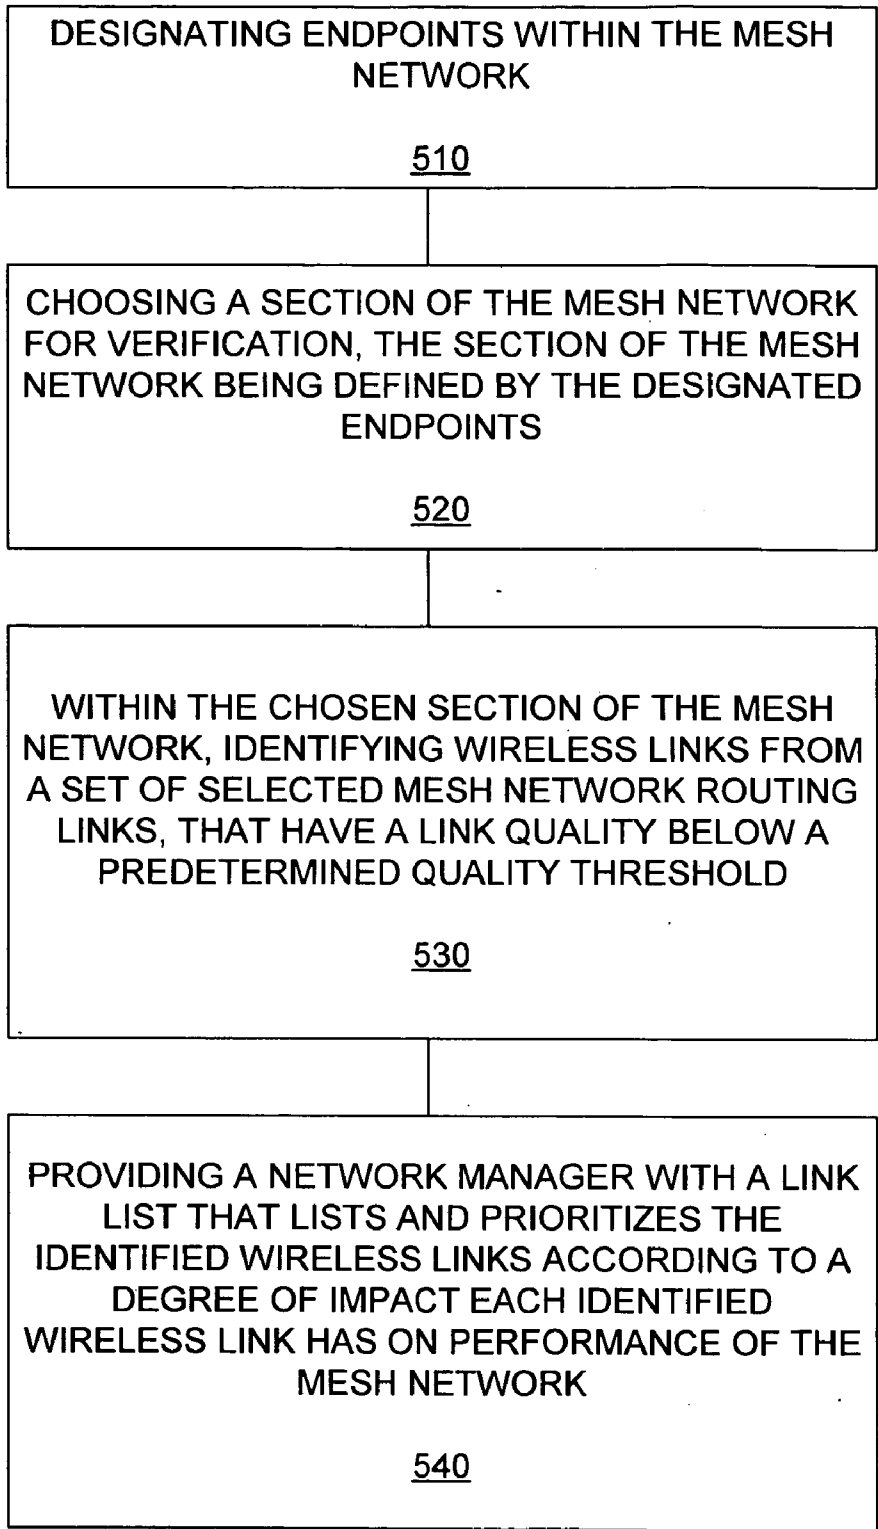 DESIGNATING ENDPOINTS WITHIN THE MESH
NETWORK
510
CHOOSING A SECTION OF THE MESH NETWORK
FOR VERIFICATION, THE SECTION OF THE MESH
NETWORK BEING DEFINED BY THE DESIGNATED
ENDPOINTS
520
WITHIN THE CHOSEN SECTION OF THE MESH
NETWORK, IDENTIFYING WIRELESS LINKS FROM
A SET OF SELECTED MESH NETWORK ROUTING
LINKS, THAT HAVE A LINK QUALITY BELOW A
PREDETERMINED QUALITY THRESHOLD
530
PROVIDING A NETWORK MANAGER WITH A LINK
LIST THAT LISTS AND PRIORITIZES THE
IDENTIFIED WIRELESS LINKS ACCORDING TO A
DEGREE OF IMPACT EACH IDENTIFIED
WIRELESS LINK HAS ON PERFORMANCE OF THE
MESH NETWORK
540